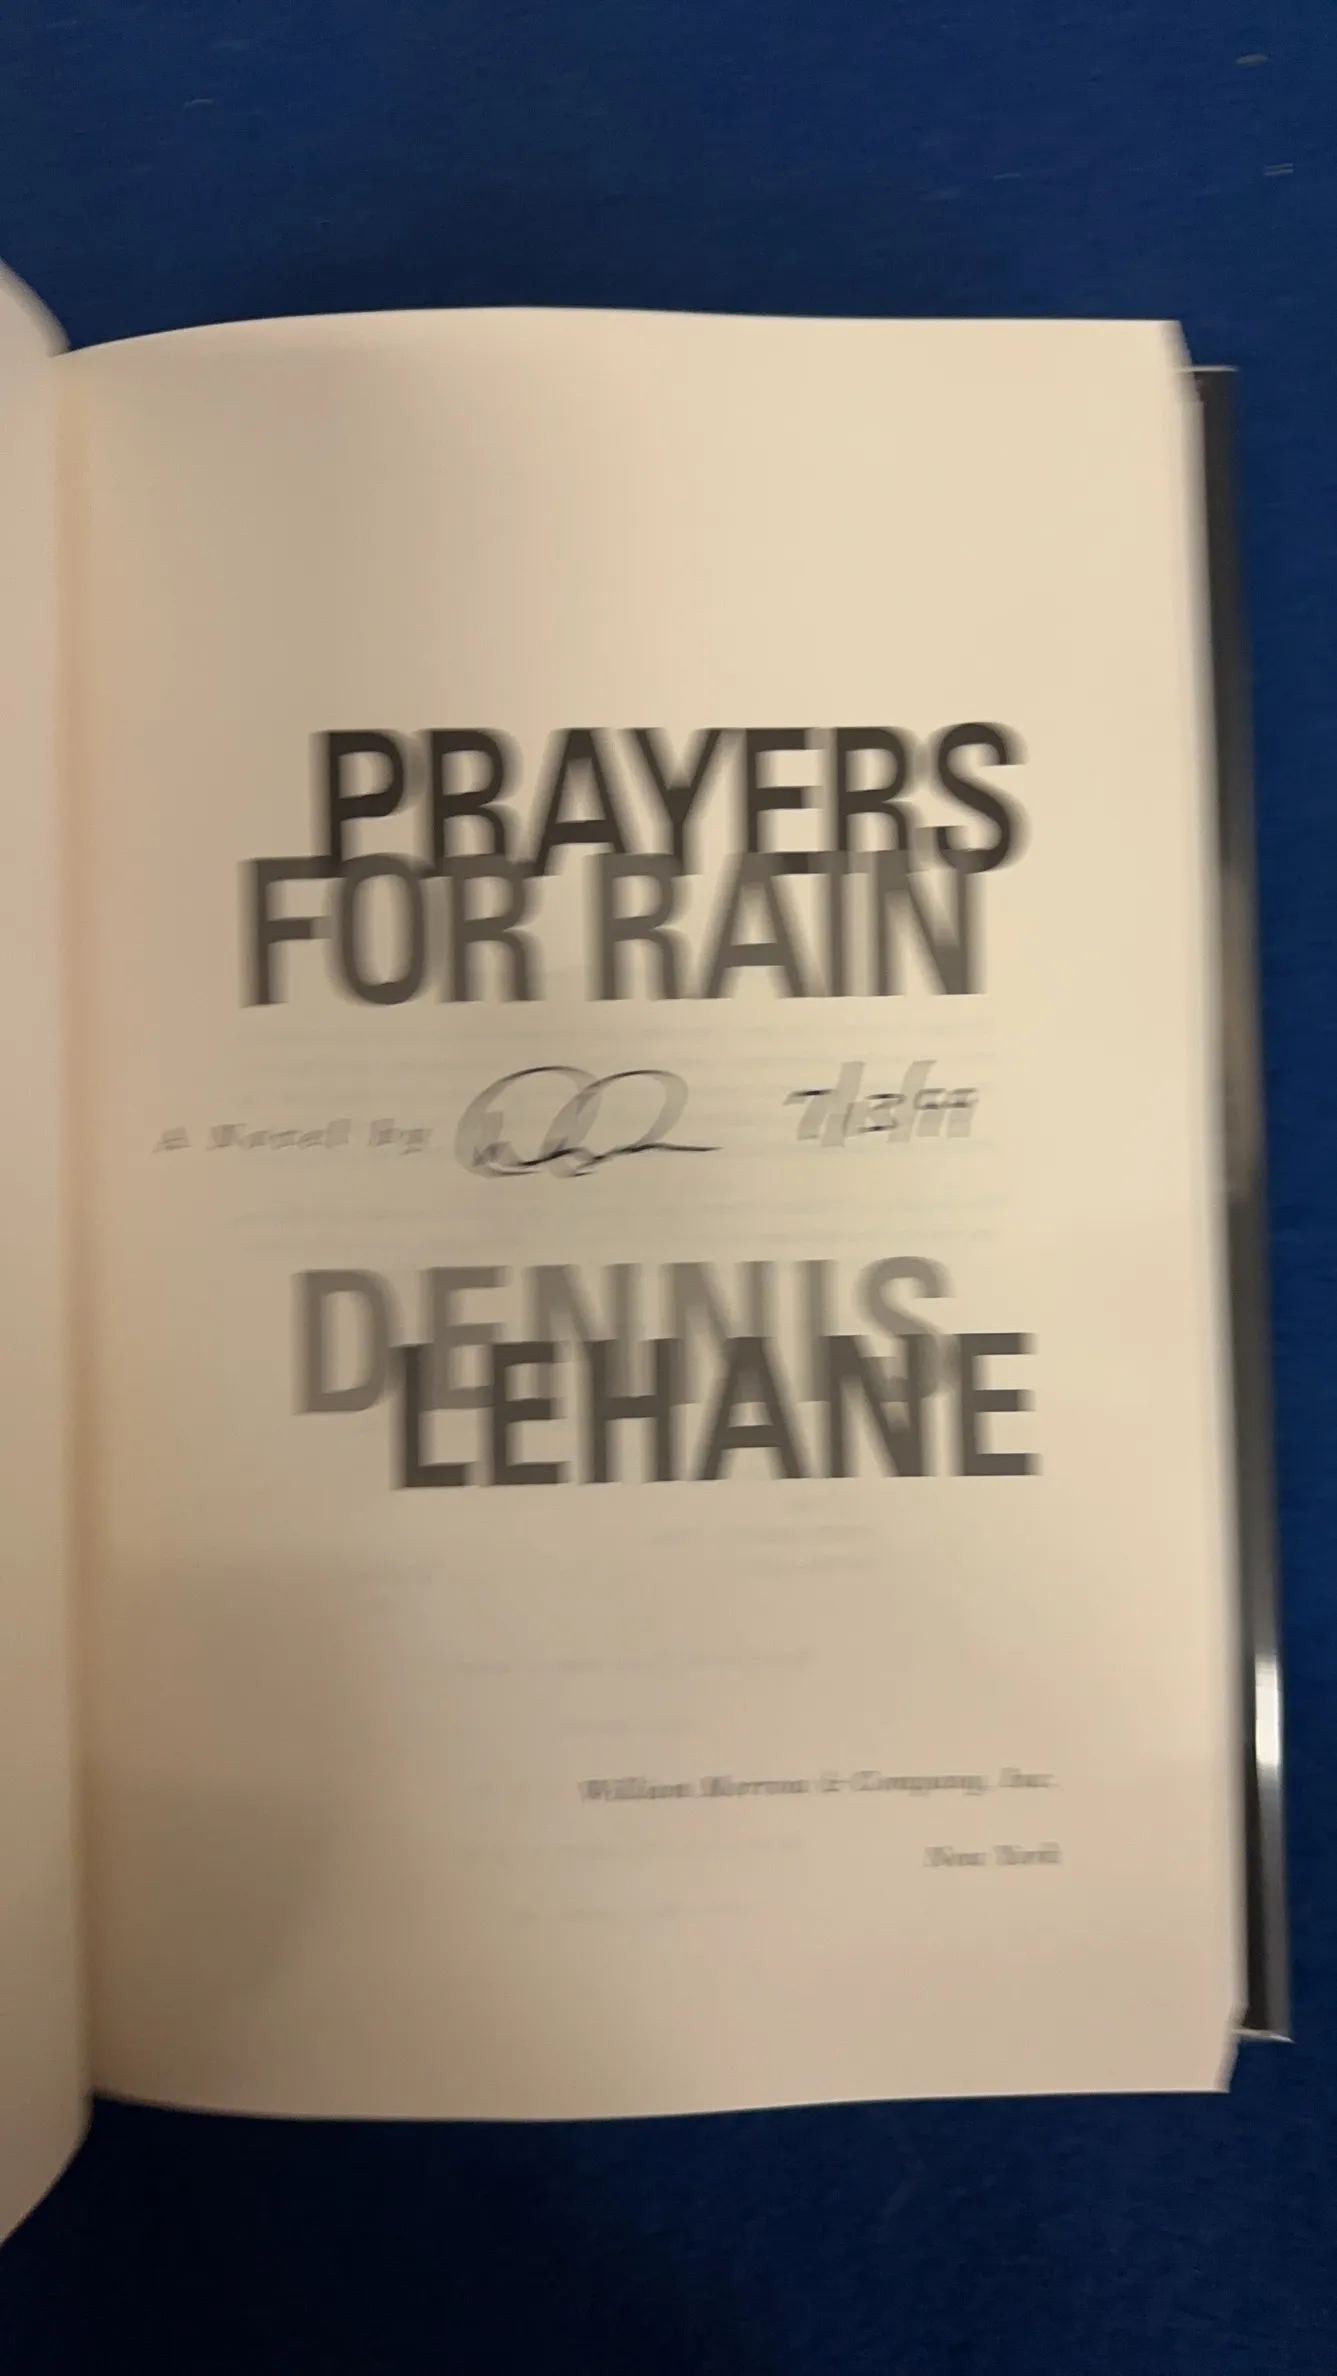 PRAYERS
FOR RAIN
A Novel by
DENNIS
LEHANE
William Morrow & Company, Inc.
New York